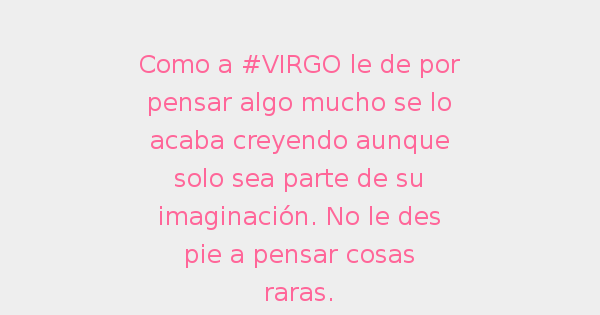 Como a #VIRGO le de por
pensar algo mucho se lo
acaba creyendo aunque
solo sea parte de su
imaginación. No le des
pie a pensar cosas
raras.